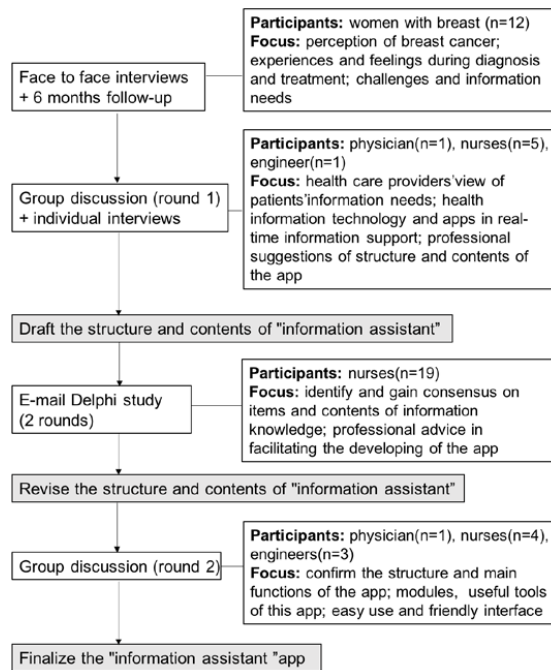 Participants: women with breast (n=12)
Focus: perception of breast cancer;
experiences and feelings during diagnosis
and treatment; challenges and information
needs
Face to face interviews
+ 6 months follow-up
Participants: physician(n=1), nurses(n=5),
engineer(n=1)
Focus: health care providers'view of
patients'information needs; health
information technology and apps in real-
time information support; professional
suggestions of structure and contents of
the app
Group discussion (round 1)
+ individual interviews
Draft the structure and contents of "information assistant"
Participants: nurses(n=19)
Focus: identify and gain consensus on
items and contents of information
knowledge; professional advice in
facilitating the developing of the app
E-mail Delphi study
(2 rounds)
Revise the structure and contents of "information assistant"
Participants: physician(n=1), nurses(n=4),
engineers(n=3)
Focus: confirm the structure and main
functions of the app; modules, useful tools
of this app; easy use and friendly interface
Group discussion (round 2)
Finalize the "information assistant "app